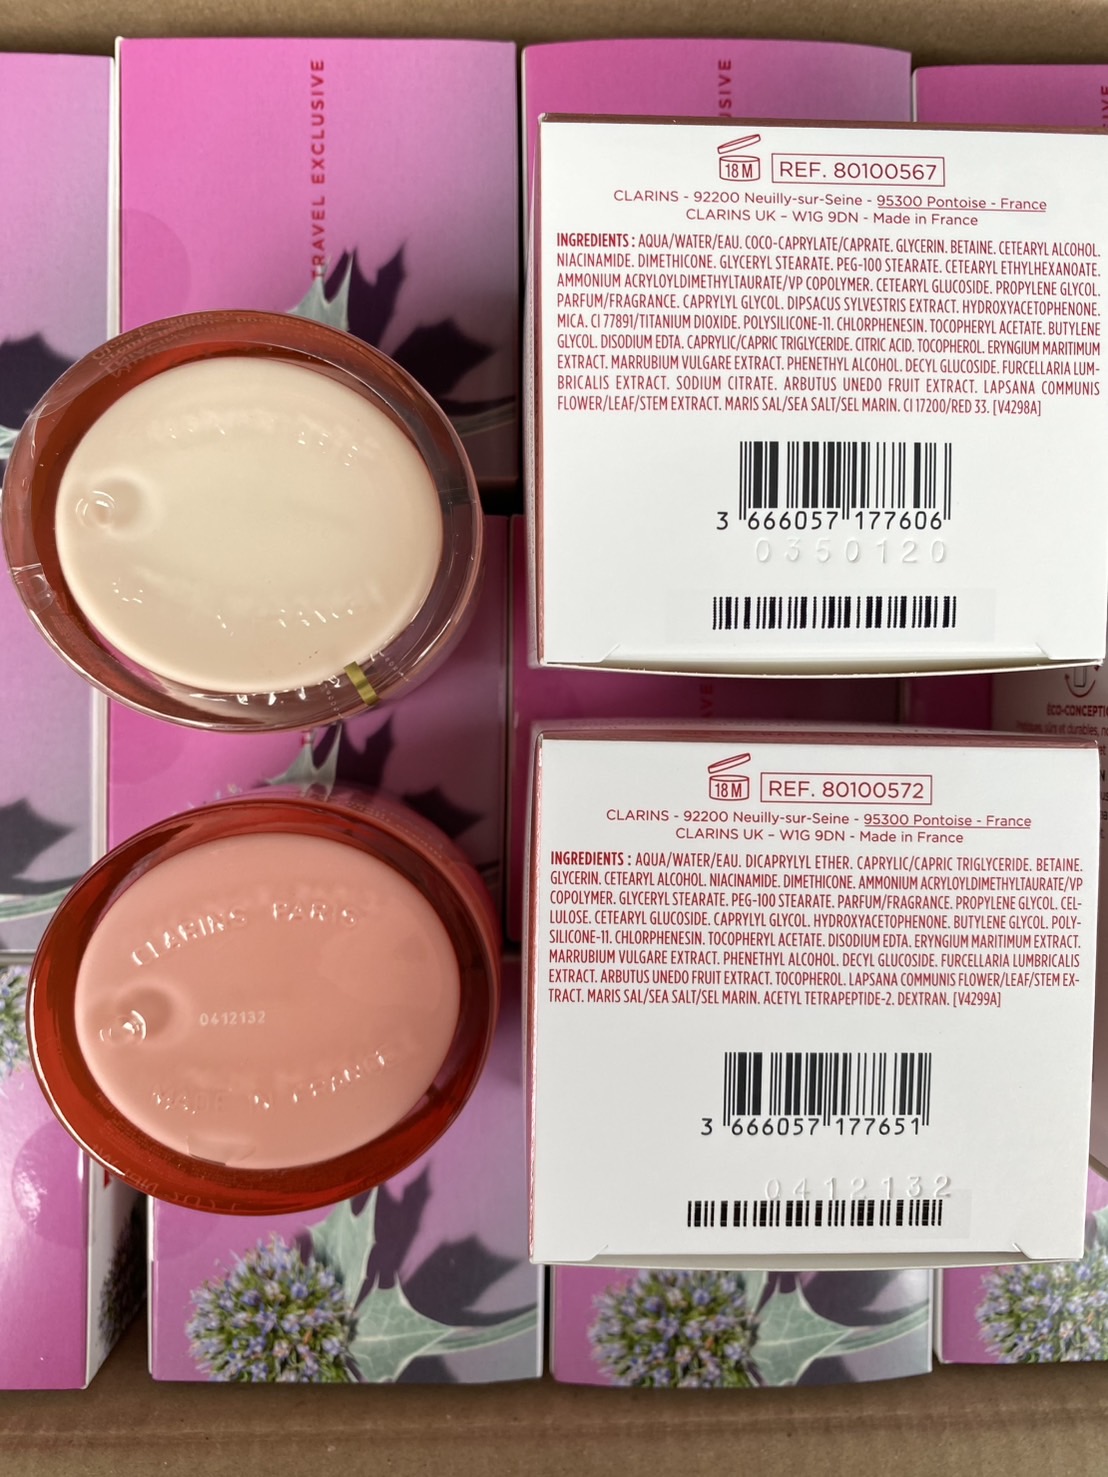 TRAVEL EXCLUSIVE
18 M
REF. 80100567
CLARINS - 92200 Neuilly-sur-Seine - 95300 Pontoise - France
CLARINS UK – W1G 9DN - Made in France
INGREDIENTS : AQUA/WATER/EAU. COCO-CAPRYLATE/CAPRATE. GLYCERIN. BETAINE. CETEARYL ALCOHOL.
NIACINAMIDE. DIMETHICONE. GLYCERYL STEARATE. PEG-100 STEARATE. CETEARYL ETHYLHEXANOATE.
AMMONIUM ACRYLOYLDIMETHYLTAURATE/VP COPOLYMER. CETEARYL GLUCOSIDE. PROPYLENE GLYCOL.
PARFUM/FRAGRANCE. CAPRYLYL GLYCOL. DIPSACUS SYLVESTRIS EXTRACT. HYDROXYACETOPHENONE.
MICA. CI 77891/TITANIUM DIOXIDE. POLYSILICONE-11. CHLORPHENESIN. TOCOPHERYL ACETATE. BUTYLENE
GLYCOL. DISODIUM EDTA. CAPRYLIC/CAPRIC TRIGLYCERIDE. CITRIC ACID. TOCOPHEROL. ERYNGIUM MARITIMUM
EXTRACT. MARRUBIUM VULGARE EXTRACT. PHENETHYL ALCOHOL. DECYL GLUCOSIDE. FURCELLARIA LUM-
BRICALIS EXTRACT. SODIUM CITRATE. ARBUTUS UNEDO FRUIT EXTRACT. LAPSANA COMMUNIS
FLOWER/LEAF/STEM EXTRACT. MARIS SAL/SEA SALT/SEL MARIN. CI 17200/RED 33. [V4298A]
3 666057 177606
0350120
ÉCO-CONCEPTI
18 M
REF. 80100572
CLARINS - 92200 Neuilly-sur-Seine - 95300 Pontoise - France
CLARINS UK – W1G 9DN - Made in France
INGREDIENTS : AQUA/WATER/EAU. DICAPRYLYL ETHER. CAPRYLIC/CAPRIC TRIGLYCERIDE. BETAINE.
GLYCERIN. CETEARYL ALCOHOL. NIACINAMIDE. DIMETHICONE. AMMONIUM ACRYLOYLDIMETHYLTAURATE/VP
COPOLYMER. GLYCERYL STEARATE. PEG-100 STEARATE. PARFUM/FRAGRANCE. PROPYLENE GLYCOL. CEL-
LULOSE. CETEARYL GLUCOSIDE. CAPRYLYL GLYCOL. HYDROXYACETOPHENONE. BUTYLENE GLYCOL. POLY-
SILICONE-11. CHLORPHENESIN. TOCOPHERYL ACETATE. DISODIUM EDTA. ERYNGIUM MARITIMUM EXTRACT.
MARRUBIUM VULGARE EXTRACT. PHENETHYL ALCOHOL. DECYL GLUCOSIDE. FURCELLARIA LUMBRICALIS
EXTRACT. ARBUTUS UNEDO FRUIT EXTRACT. TOCOPHEROL. LAPSANA COMMUNIS FLOWER/LEAF/STEM EX-
TRACT. MARIS SAL/SEA SALT/SEL MARIN. ACETYL TETRAPEPTIDE-2. DEXTRAN. [V4299A]
3 666057 177651
0412132
CLARINS PARIS
0412132
MADE IN FRANCE